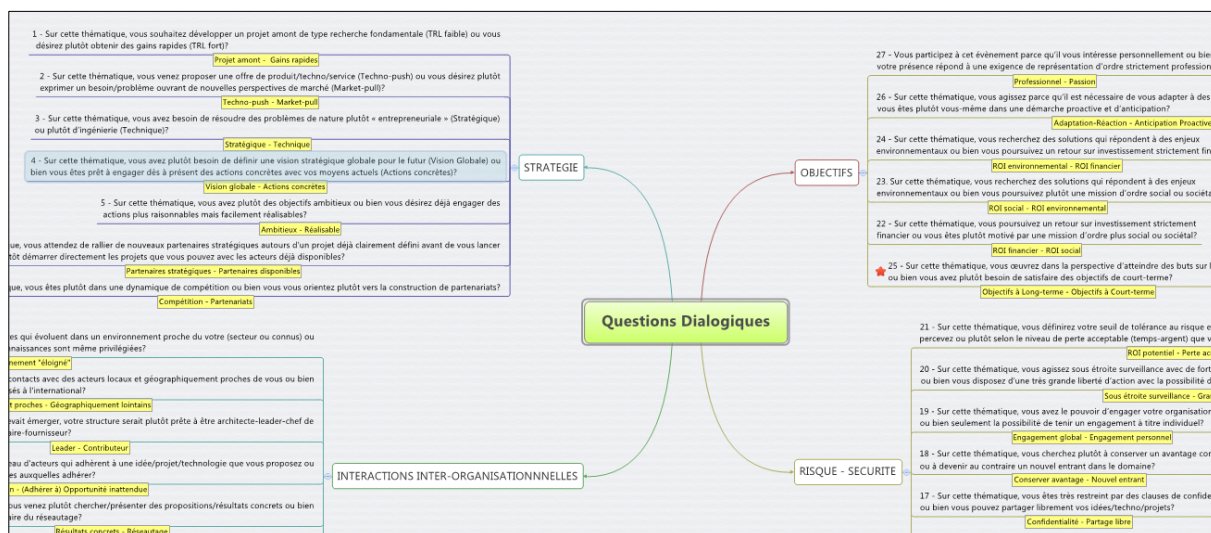 1 - Sur cette thématique, vous souhaitez développer un projet amont de type recherche fondamentale (TRL faible) ou vous
désirez plutôt obtenir des gains rapides (TRL fort)?
Projet amont - Gains rapides
2 - Sur cette thématique, vous venez proposer une offre de produit/techno/service (Techno-push) ou vous désirez plutôt
exprimer un besoin/problème ouvrant de nouvelles perspectives de marché (Market-pull)?
Techno-push - Market-pull
3 - Sur cette thématique, vous avez besoin de résoudre des problèmes de nature plutôt « entrepreneuriale » (Stratégique)
ou plutôt d'ingénierie (Technique)?
Stratégique - Technique
4 - Sur cette thématique, vous avez plutôt besoin de définir une vision stratégique globale pour le futur (Vision Globale) ou
bien vous êtes prêt à engager dès à présent des actions concrètes avec vos moyens actuels (Actions concrètes)?
Vision globale - Actions concrètes
5 - Sur cette thématique, vous avez plutôt des objectifs ambitieux ou bien vous désirez déjà engager des
actions plus raisonnables mais facilement réalisables?
Ambitieux - Réalisable
que, vous attendez de rallier de nouveaux partenaires stratégiques autours d'un projet déjà clairement défini avant de vous lancer
tôt démarrer directement les projets que vous pouvez avec les acteurs déjà disponibles?
Partenaires stratégiques - Partenaires disponibles
que, vous êtes plutôt dans une dynamique de compétition ou bien vous vous orientez plutôt vers la construction de partenariats?
Compétition - Partenariats
STRATEGIE
Questions Dialogiques
OBJECTIFS
27 - Vous participez à cet évènement parce qu'il vous intéresse personnellement ou bie
votre présence répond à une exigence de représentation d'ordre strictement profession
Professionnel - Passion
26 - Sur cette thématique, vous agissez parce qu'il est nécessaire de vous adapter à des
vous êtes plutôt vous-même dans une démarche proactive et d'anticipation?
Adaptation-Réaction - Anticipation Proactive
24 - Sur cette thématique, vous recherchez des solutions qui répondent à des enjeux
environnementaux ou bien vous poursuivez un retour sur investissement strictement fin
ROI environnemental - ROI financier
23. Sur cette thématique, vous recherchez des solutions qui répondent à des enjeux
environnementaux ou bien vous poursuivez plutôt une mission d'ordre social ou sociéta
ROI social - ROI environnemental
22 - Sur cette thématique, vous poursuivez un retour sur investissement strictement
financier ou vous êtes plutôt motivé par une mission d'ordre plus social ou sociétal?
ROI financier - ROI social
25 - Sur cette thématique, vous œuvrez dans la perspective d'atteindre des buts sur l
ou bien vous avez plutôt besoin de satisfaire des objectifs de court-terme?
Objectifs à Long-terme - Objectifs à Court-terme
es qui évoluent dans un environnement proche du votre (secteur ou connus) ou
nnaissances sont même privilégiées?
nement "éloigné"
contacts avec des acteurs locaux et géographiquement proches de vous ou bien
sés à l'international?
t proches - Géographiquement lointains
evait émerger, votre structure serait plutôt prête à être architecte-leader-chef de
aire-fournisseur?
Leader - Contributeur
eau d'acteurs qui adhèrent à une idée/projet/technologie que vous proposez ou
es auxquelles adhérer?
n - (Adhérer à) Opportunité inattendue
ous venez plutôt chercher/présenter des propositions/résultats concrets ou bien
aire du réseautage?
Résultats concrets - Réseautage
INTERACTIONS INTER-ORGANISATIONNNELLES
RISQUE - SECURITE
21 - Sur cette thématique, vous définirez votre seuil de tolérance au risque e
percevez ou plutôt selon le niveau de perte acceptable (temps-argent) que v
ROI potentiel - Perte acc
20 - Sur cette thématique, vous agissez sous étroite surveillance avec de fort
ou bien vous disposez d'une très grande liberté d'action avec la possibilité d
Sous étroite surveillance - Gra
19 - Sur cette thématique, vous avez le pouvoir d'engager votre organisation
ou bien seulement la possibilité de tenir un engagement à titre individuel?
Engagement global - Engagement personnel
18 - Sur cette thématique, vous cherchez plutôt à conserver un avantage con
ou à devenir au contraire un nouvel entrant dans le domaine?
Conserver avantage - Nouvel entrant
17 - Sur cette thématique, vous êtes très restreint par des clauses de confide
ou bien vous pouvez partager librement vos idées/techno/projets?
Confidentialité - Partage libre